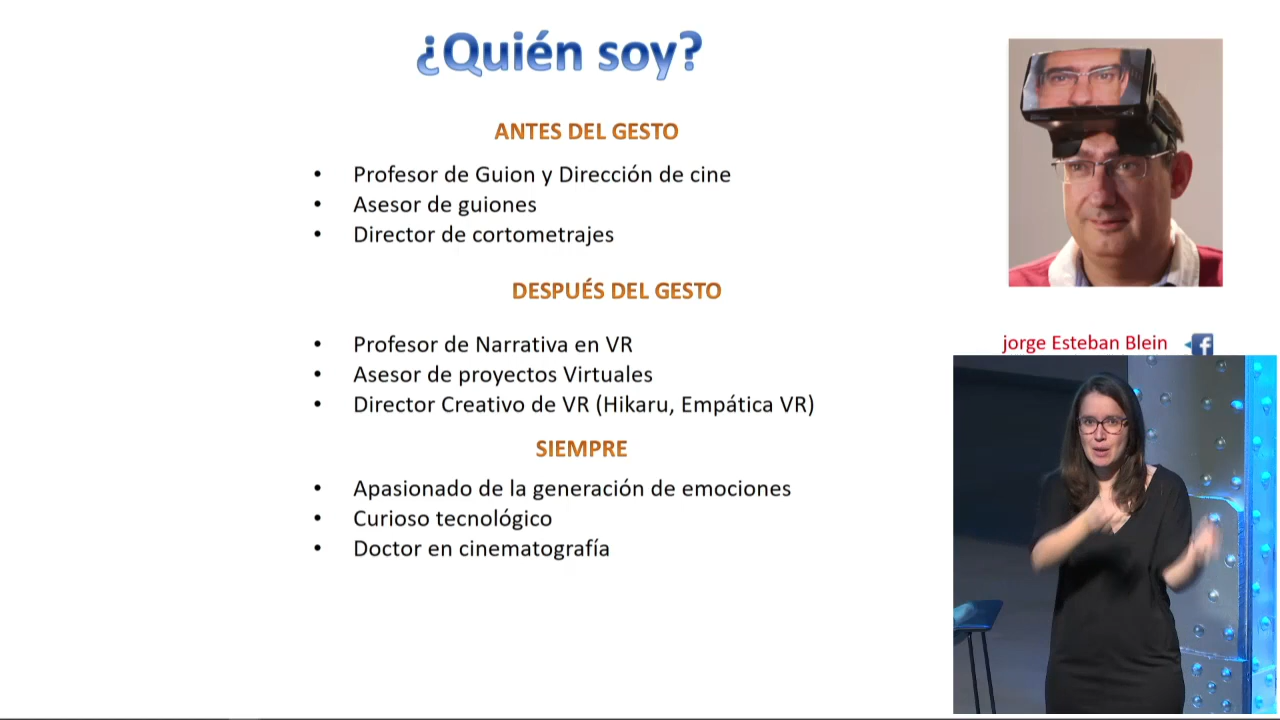 ¿Quién soy?
ANTES DEL GESTO
• Profesor de Guion y Dirección de cine
• Asesor de guiones
• Director de cortometrajes
DESPUÉS DEL GESTO
• Profesor de Narrativa en VR
• Asesor de proyectos Virtuales
• Director Creativo de VR (Hikaru, Empática VR)
SIEMPRE
• Apasionado de la generación de emociones
• Curioso tecnológico
• Doctor en cinematografía
jorge Esteban Blein